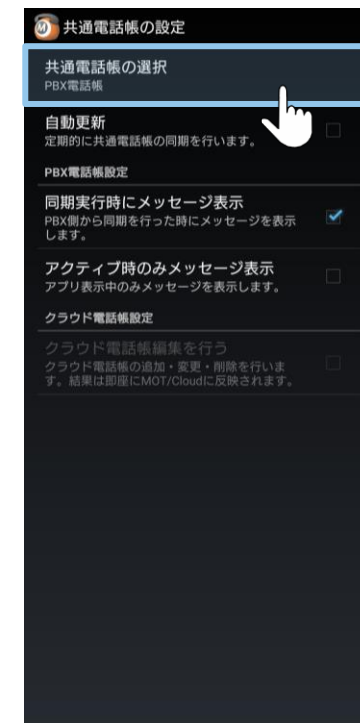 共通電話帳の設定
共通電話帳の選択
PBX電話帳
自動更新
定期的に共通電話帳の同期を行います。
PBX電話帳設定
同期実行時にメッセージ表示
PBX側から同期を行った時にメッセージを表示
します。
アクティブ時のみメッセージ表示
アプリ表示中のみメッセージを表示します。
クラウド電話帳設定
クラウド電話帳編集を行う
クラウド電話帳の追加・変更・削除を行いま
す。結果は即座にMOT/Cloudに反映されます。